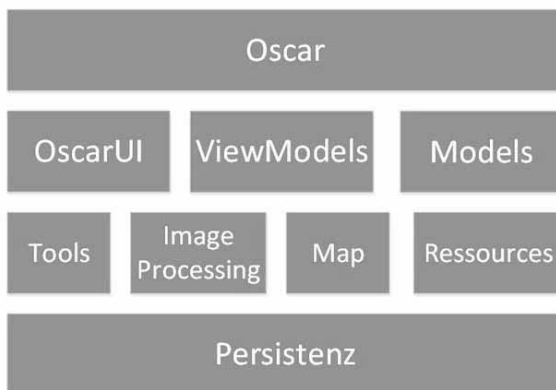 Oscar
OscarUI
ViewModels
Models
Tools
Image
Processing
Map
Ressources
Persistenz